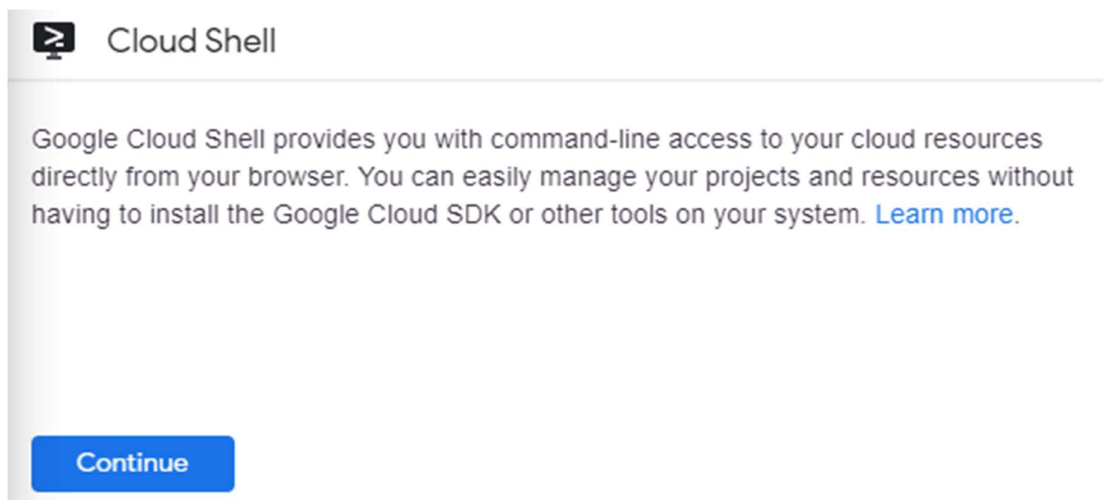 Cloud Shell
Google Cloud Shell provides you with command-line access to your cloud resources
directly from your browser. You can easily manage your projects and resources without
having to install the Google Cloud SDK or other tools on your system. Learn more.
Continue